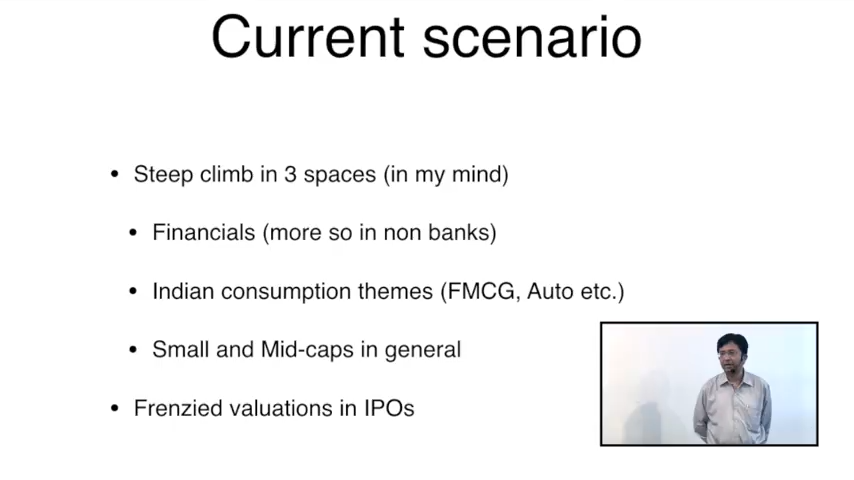 Current scenario
• Steep climb in 3 spaces (in my mind)
• Financials (more so in non banks)
• Indian consumption themes (FMCG, Auto etc.)
• Small and Mid-caps in general
• Frenzied valuations in IPOs